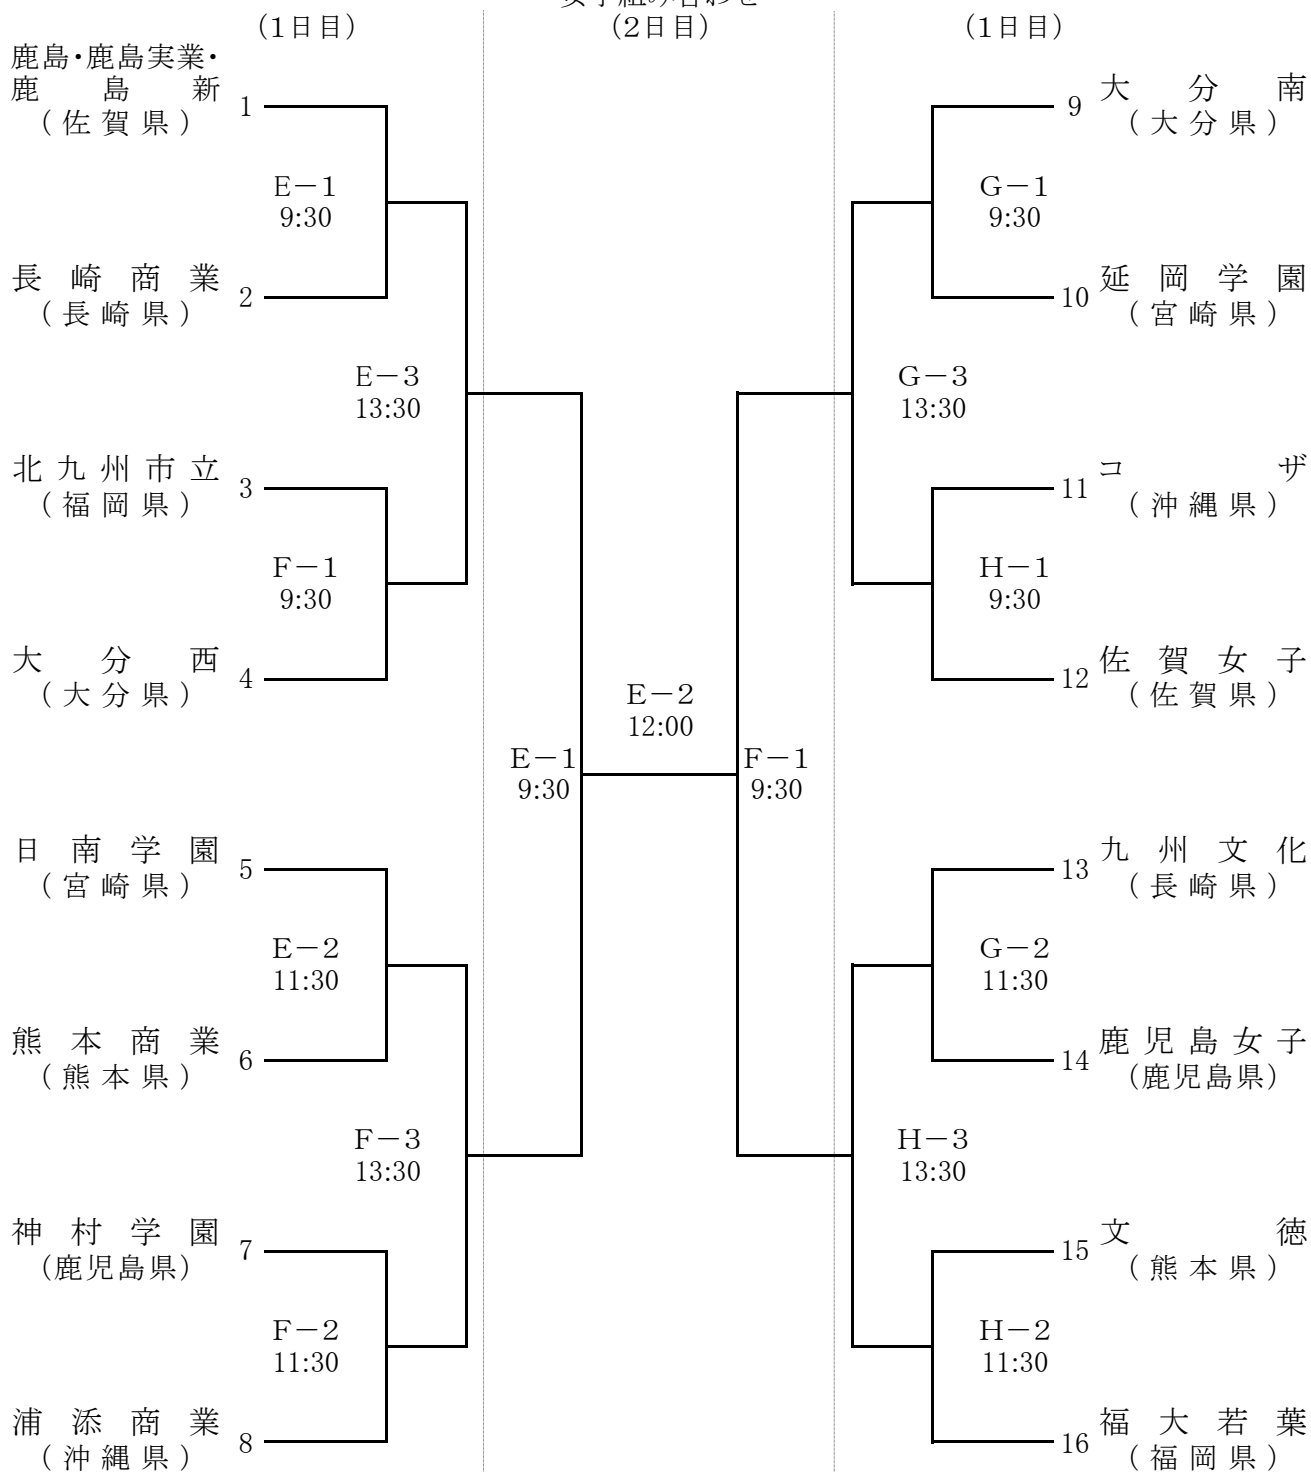 女子組み合わせ
(1日目)
(2日目)
(1日目)
鹿島・鹿島実業・
鹿島新
(佐賀県)
1
E－1
9:30
長崎商業
(長崎県)
2
E－3
13:30
北九州市立
(福岡県)
3
F－1
9:30
大分西
(大分県)
4
日南学園
(宮崎県)
5
E－2
11:30
熊本商業
(熊本県)
6
F－3
13:30
神村学園
(鹿児島県)
7
F－2
11:30
浦添商業
(沖縄県)
8
E－1
9:30
E－2
12:00
F－1
9:30
9
大分南
(大分県)
G－1
9:30
10
延岡学園
(宮崎県)
G－3
13:30
11
コザ
(沖縄県)
H－1
9:30
12
佐賀女子
(佐賀県)
13
九州文化
(長崎県)
G－2
11:30
14
鹿児島女子
(鹿児島県)
H－3
13:30
15
文徳
(熊本県)
H－2
11:30
16
福大若葉
(福岡県)